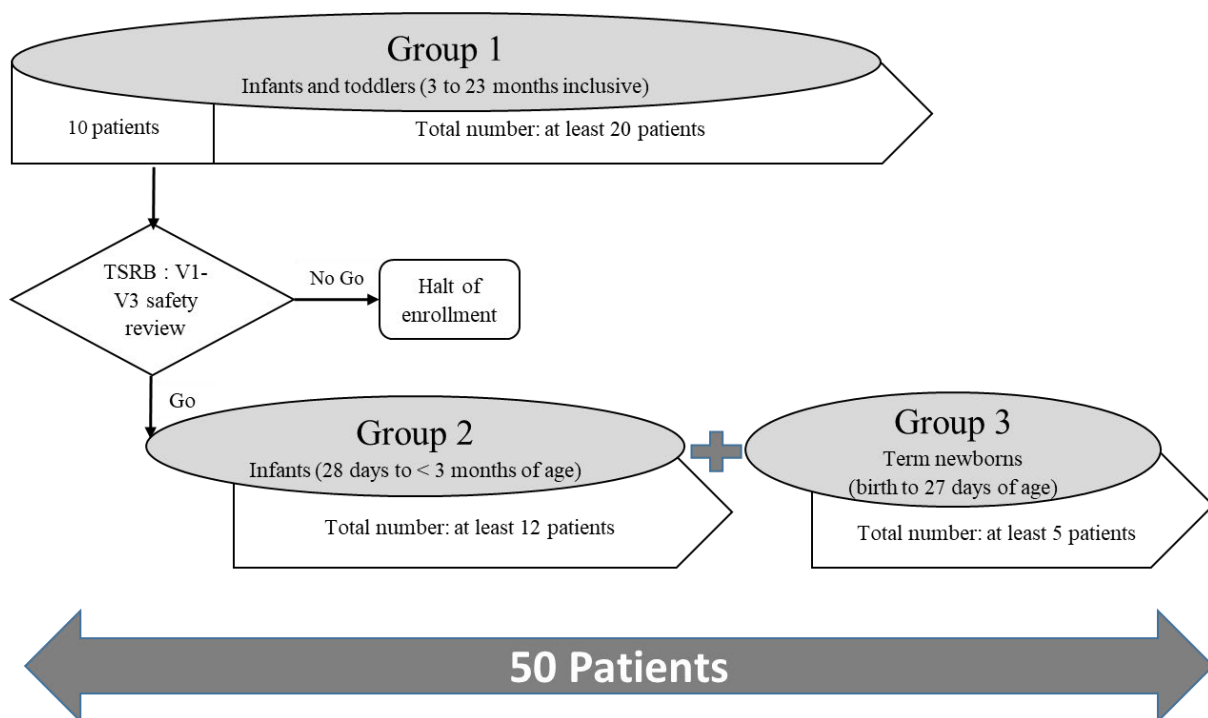 Group 1
Infants and toddlers (3 to 23 months inclusive)
10 patients
Total number: at least 20 patients
TSRB : V1-
V3 safety
review
No Go
Halt of
enrollment
Go
Group 2
Infants (28 days to < 3 months of age)
Total number: at least 12 patients
Group 3
Term newborns
(birth to 27 days of age)
Total number: at least 5 patients
50 Patients